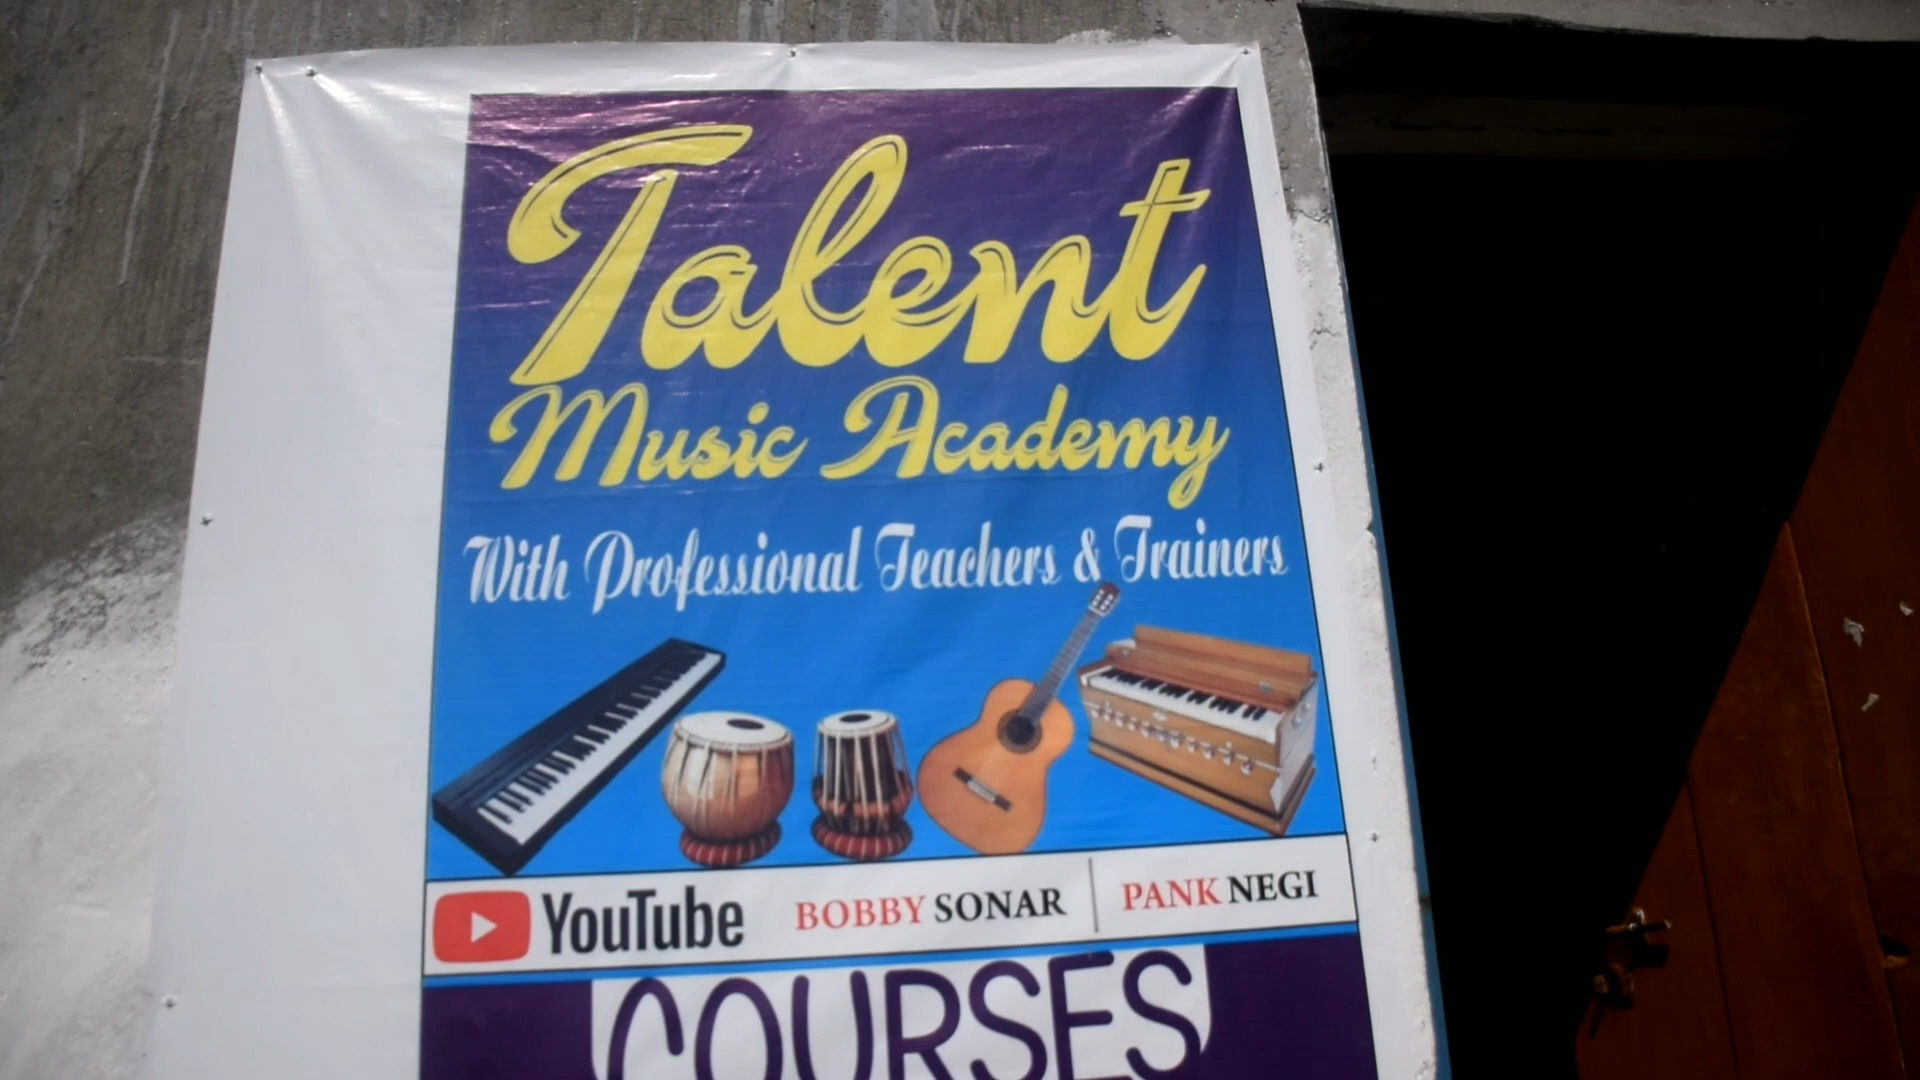 Talent
Music Academy
With Professional Teachers & Trainers
YouTube BOBBY SONAR | PANK NEGI
COURSES